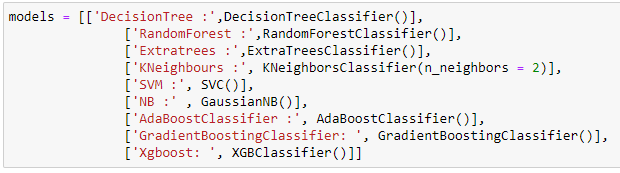 models = [['DecisionTree :',DecisionTreeClassifier()],
['RandomForest :',RandomForestClassifier()],
['Extratrees :',ExtraTreesClassifier()],
['KNeighbours :', KNeighborsClassifier(n_neighbors = 2)],
['SVM :', SVC()],
['NB :' , GaussianNB()],
['AdaBoostClassifier :', AdaBoostClassifier()],
['GradientBoostingClassifier: ', GradientBoostingClassifier()],
['Xgboost: ', XGBClassifier()]]